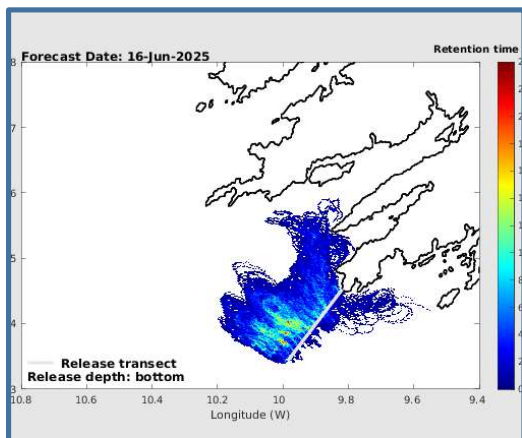 Forecast Date: 16-Jun-2025
Retention time
8
7
6
5
4
3
Release transect
Release depth: bottom
10.8 10.6 10.4 10.2 10 9.8 9.6 9.4
Longitude (W)
0